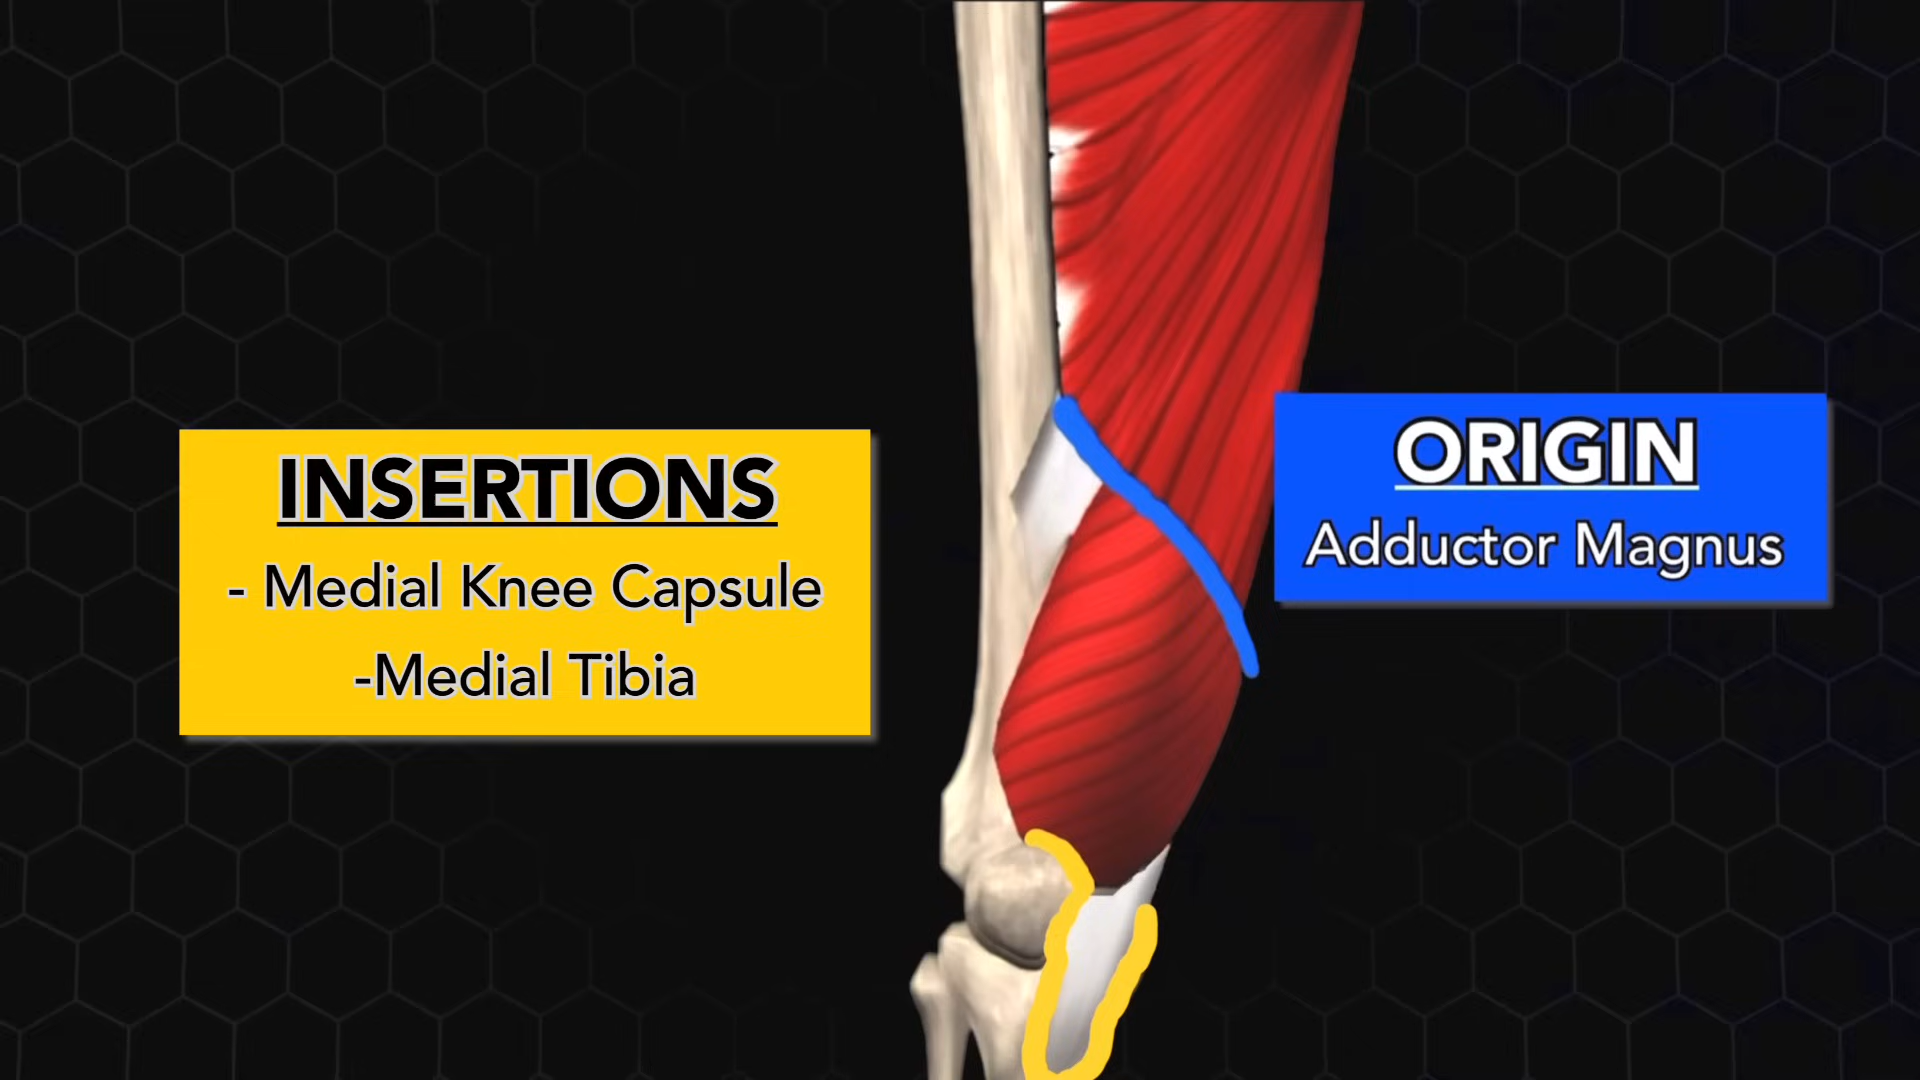 INSERTIONS
- Medial Knee Capsule
-Medial Tibia
ORIGIN
Adductor Magnus